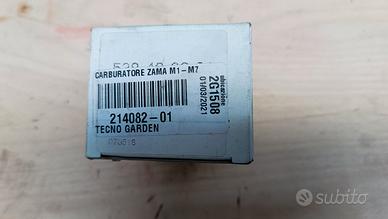 CARBURATORE ZAMA M1-M7
214082-01
TECNO GARDEN
2G1508
01/03/2021
subito